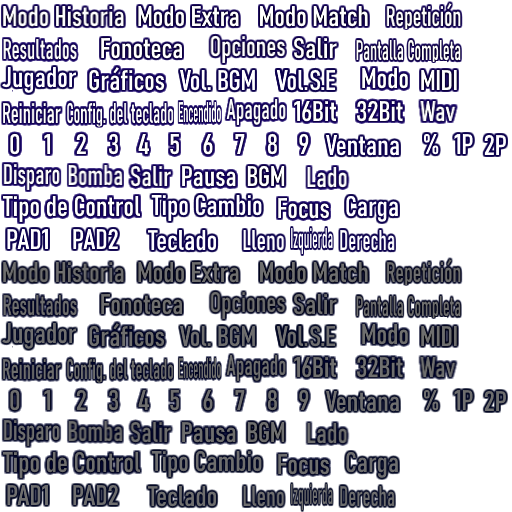 Modo Historia Modo Extra Modo Match Repetición
Resultados Fonoteca Opciones Salir Pantalla Completa
Jugador Gráficos Vol. BGM Vol.S.E Modo MIDI
Reiniciar Config. del teclado Encendido Apagado 16Bit 32Bit Wav
0 1 2 3 4 5 6 7 8 9 Ventana % 1P 2P
Disparo Bomba Salir Pausa BGM Lado
Tipo de Control Tipo Cambio Focus Carga
PAD1 PAD2 Teclado Lleno Izquierda Derecha
Modo Historia Modo Extra Modo Match Repetición
Resultados Fonoteca Opciones Salir Pantalla Completa
Jugador Gráficos Vol. BGM Vol.S.E Modo MIDI
Reiniciar Config. del teclado Encendido Apagado 16Bit 32Bit Wav
0 1 2 3 4 5 6 7 8 9 Ventana % 1P 2P
Disparo Bomba Salir Pausa BGM Lado
Tipo de Control Tipo Cambio Focus Carga
PAD1 PAD2 Teclado Lleno Izquierda Derecha